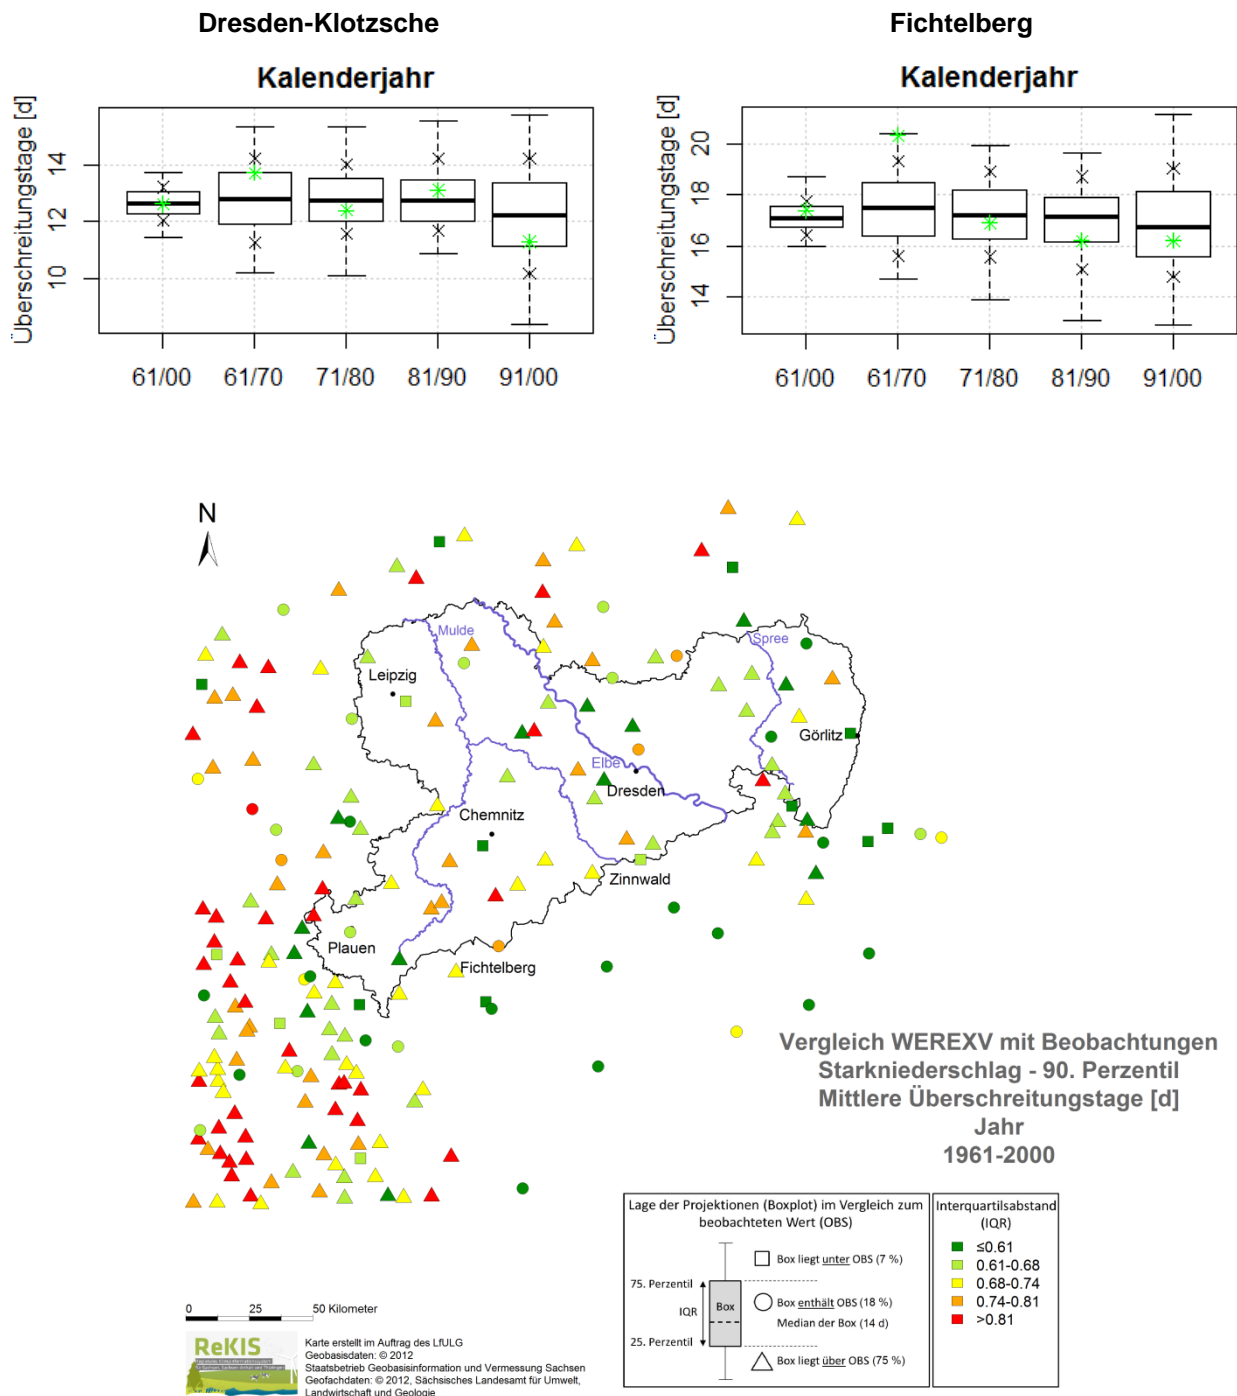 Dresden-Klotzsche
Fichtelberg
Kalenderjahr
Kalenderjahr
Überschreitungstage [d]
14
12
10
61/00 61/70 71/80 81/90 91/00
Überschreitungstage [d]
20
18
16
14
61/00 61/70 71/80 81/90 91/00
N
Mulde
Spree
Leipzig
Görlitz
Elbe
Dresden
Chemnitz
Zinnwald
Plauen
Fichtelberg
Vergleich WEREXV mit Beobachtungen
Starkniederschlag - 90. Perzentil
Mittlere Überschreitungstage [d]
Jahr
1961-2000
Lage der Projektionen (Boxplot) im Vergleich zum
beobachteten Wert (OBS)
75. Perzentil
IQR
25. Perzentil
Box
Box liegt unter OBS (7 %)
Box enthält OBS (18 %)
Median der Box (14 d)
Box liegt über OBS (75 %)
Interquartilsabstand
(IQR)
≤0.61
0.61-0.68
0.68-0.74
0.74-0.81
>0.81
0 25 50 Kilometer
ReKIS
Karte erstellt im Auftrag des LfULG
Geobasisdaten: © 2012
Staatsbetrieb Geobasisinformation und Vermessung Sachsen
Geofachdaten: © 2012, Sächsisches Landesamt für Umwelt,
Landwirtschaft und Geologie